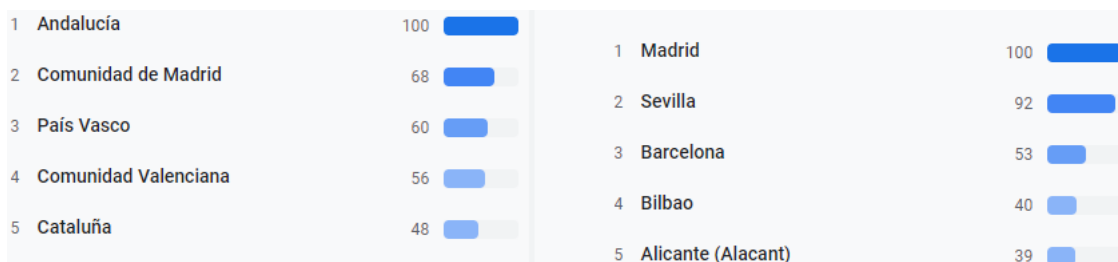 1 Andalucía 100
2 Comunidad de Madrid 68
3 País Vasco 60
4 Comunidad Valenciana 56
5 Cataluña 48
1 Madrid 100
2 Sevilla 92
3 Barcelona 53
4 Bilbao 40
5 Alicante (Alacant) 39